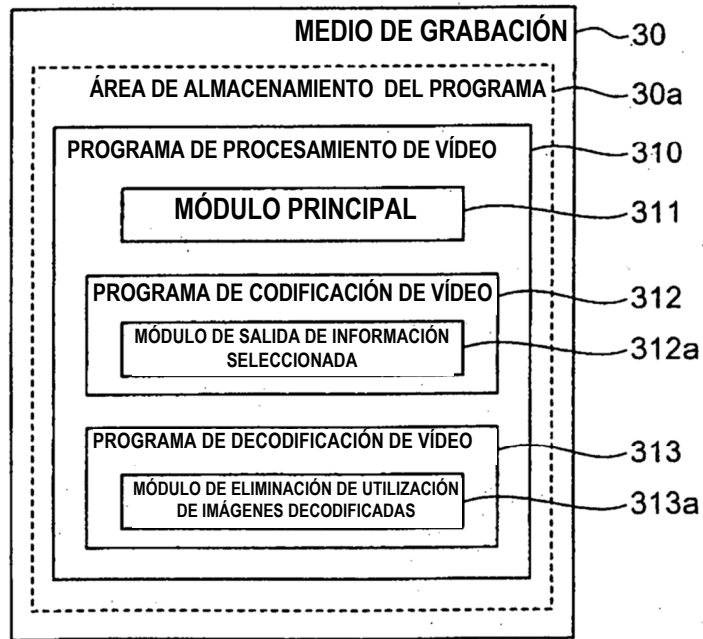 MEDIO DE GRABACIÓN 30
ÁREA DE ALMACENAMIENTO DEL PROGRAMA 30a
PROGRAMA DE PROCESAMIENTO DE VÍDEO 310
MÓDULO PRINCIPAL 311
PROGRAMA DE CODIFICACIÓN DE VÍDEO 312
MÓDULO DE SALIDA DE INFORMACIÓN
SELECCIONADA 312a
PROGRAMA DE DECODIFICACIÓN DE VÍDEO 313
MÓDULO DE ELIMINACIÓN DE UTILIZACIÓN
DE IMÁGENES DECODIFICADAS 313a